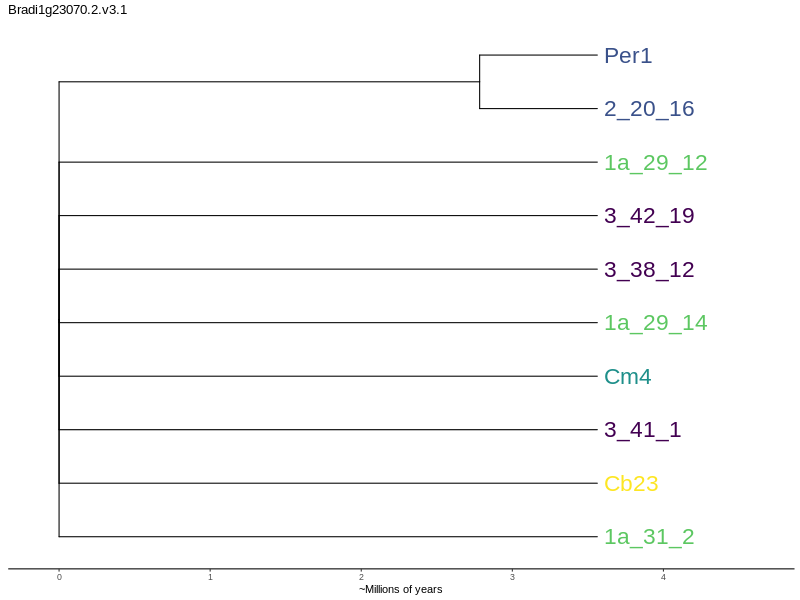 Bradi1g23070.2.v3.1
Per1
2_20_16
1a_29_12
3_42_19
3_38_12
1a_29_14
Cm4
3_41_1
Cb23
1a_31_2
0 1 2 3 4
~Millions of years